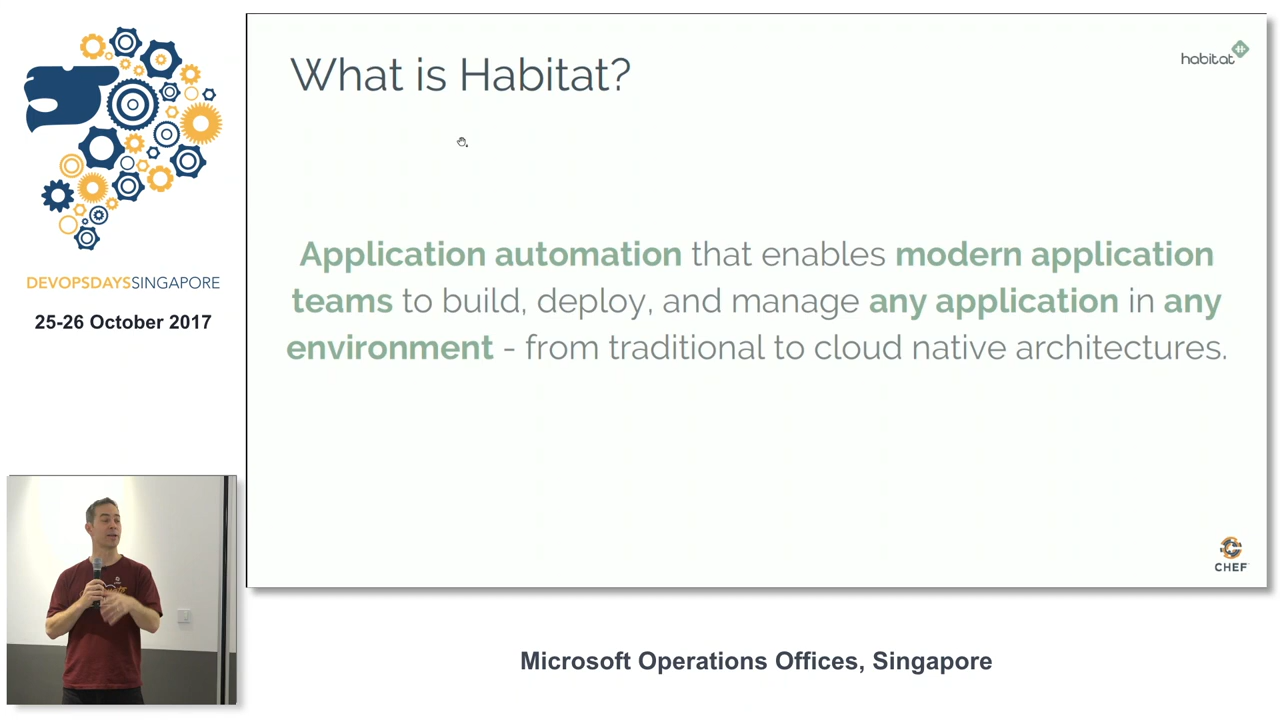 What is Habitat?
habitat
Application automation that enables modern application
teams to build, deploy, and manage any application in any
environment - from traditional to cloud native architectures.
CHEF
DEVOPSDAYSSINGAPORE
25-26 October 2017
Microsoft Operations Offices, Singapore